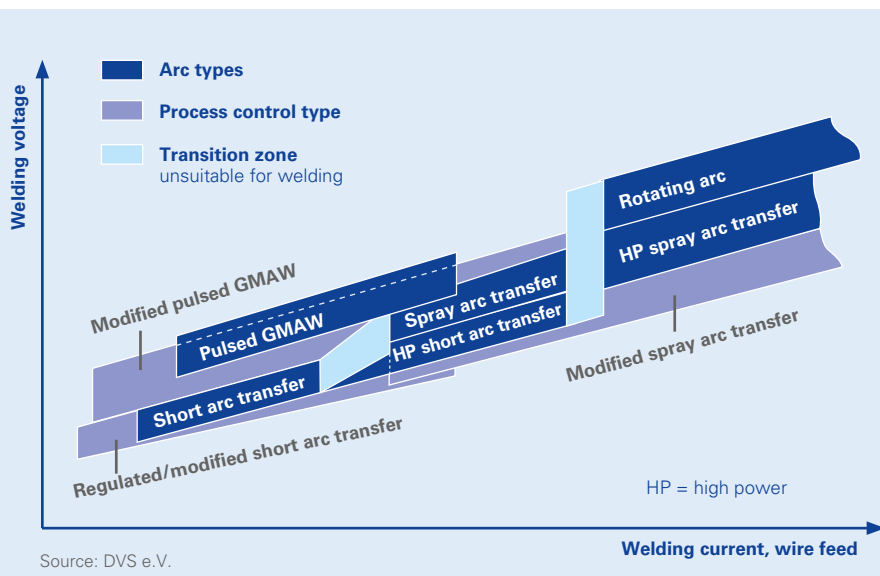 Welding voltage
Arc types
Process control type
Transition zone
unsuitable for welding
Rotating arc
HP spray arc transfer
Modified pulsed GMAW
Spray arc transfer
Pulsed GMAW
HP short arc transfer
Modified spray arc transfer
Short arc transfer
Regulated/modified short arc transfer
HP = high power
Welding current, wire feed
Source: DVS e.V.